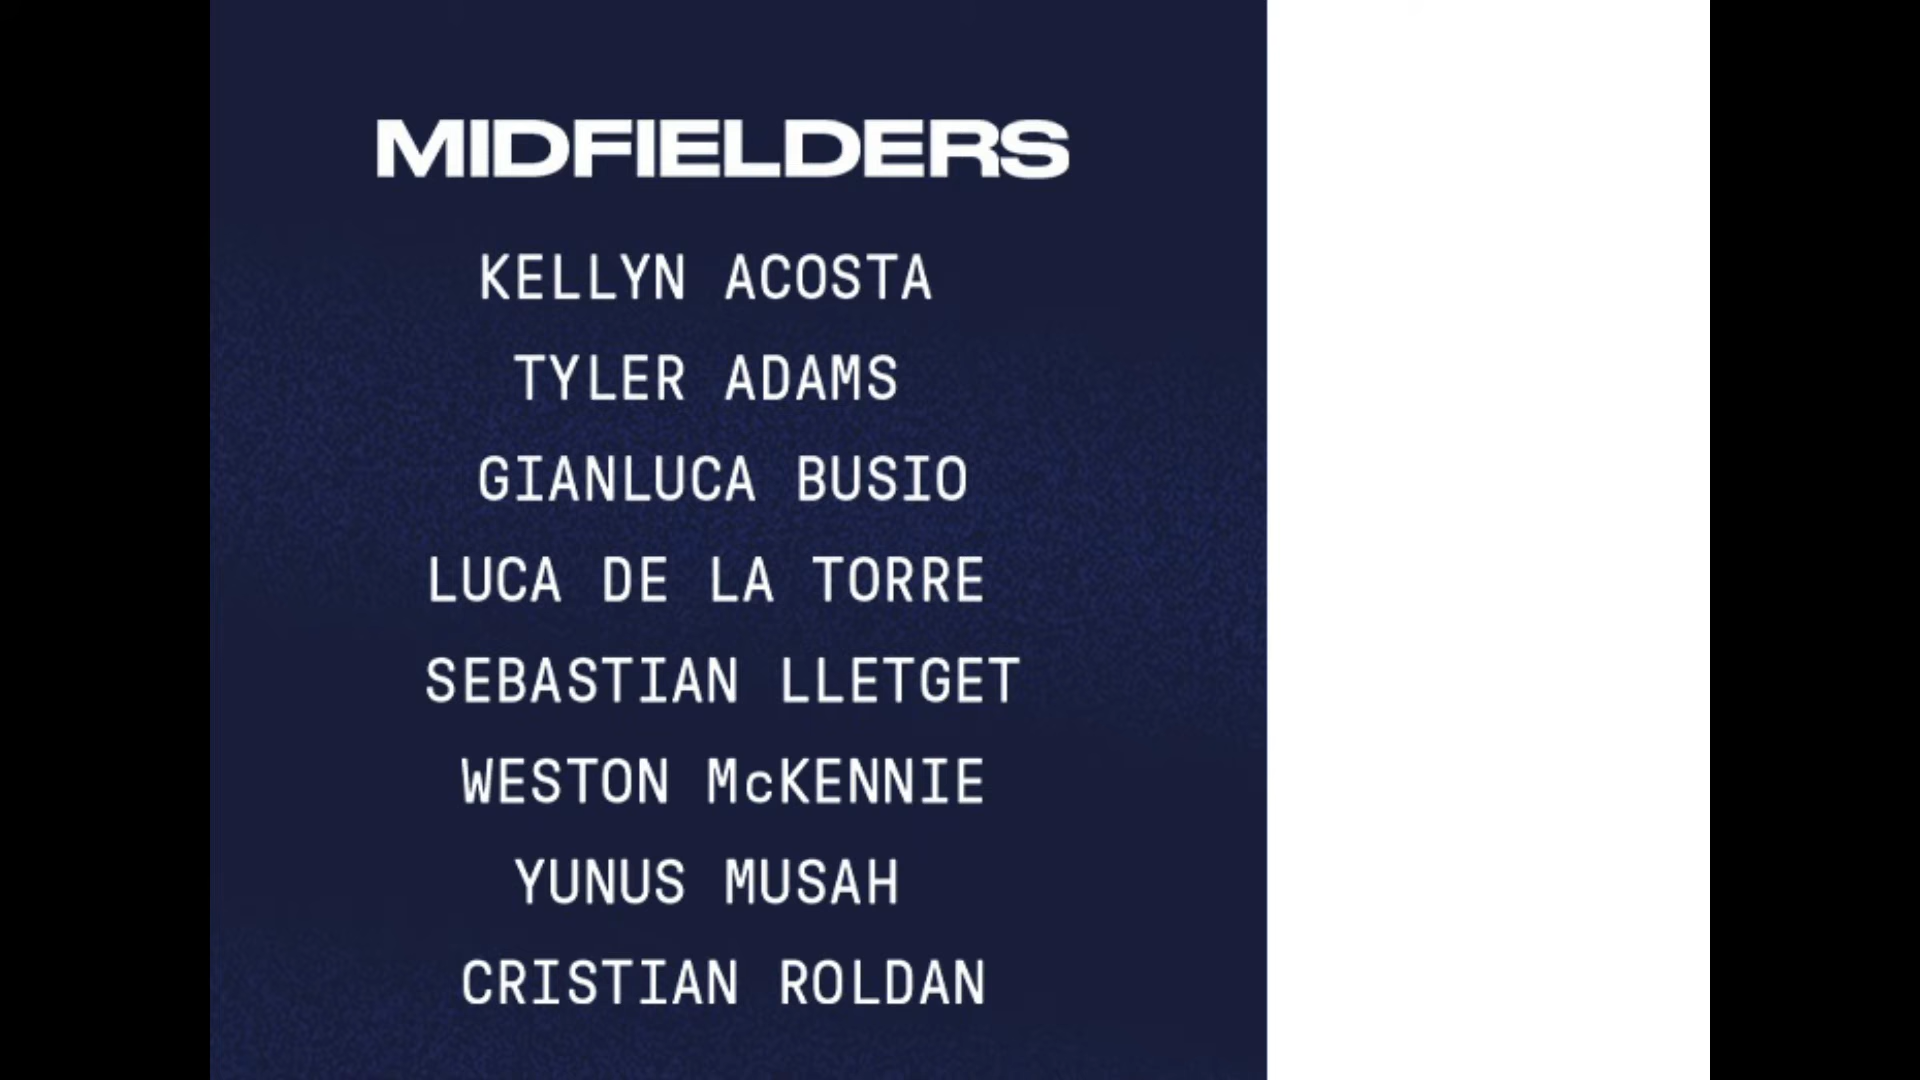 MIDFIELDERS
KELLYN ACOSTA
TYLER ADAMS
GIANLUCA BUSIO
LUCA DE LA TORRE
SEBASTIAN LLETGET
WESTON McKENNIE
YUNUS MUSAH
CRISTIAN ROLDAN